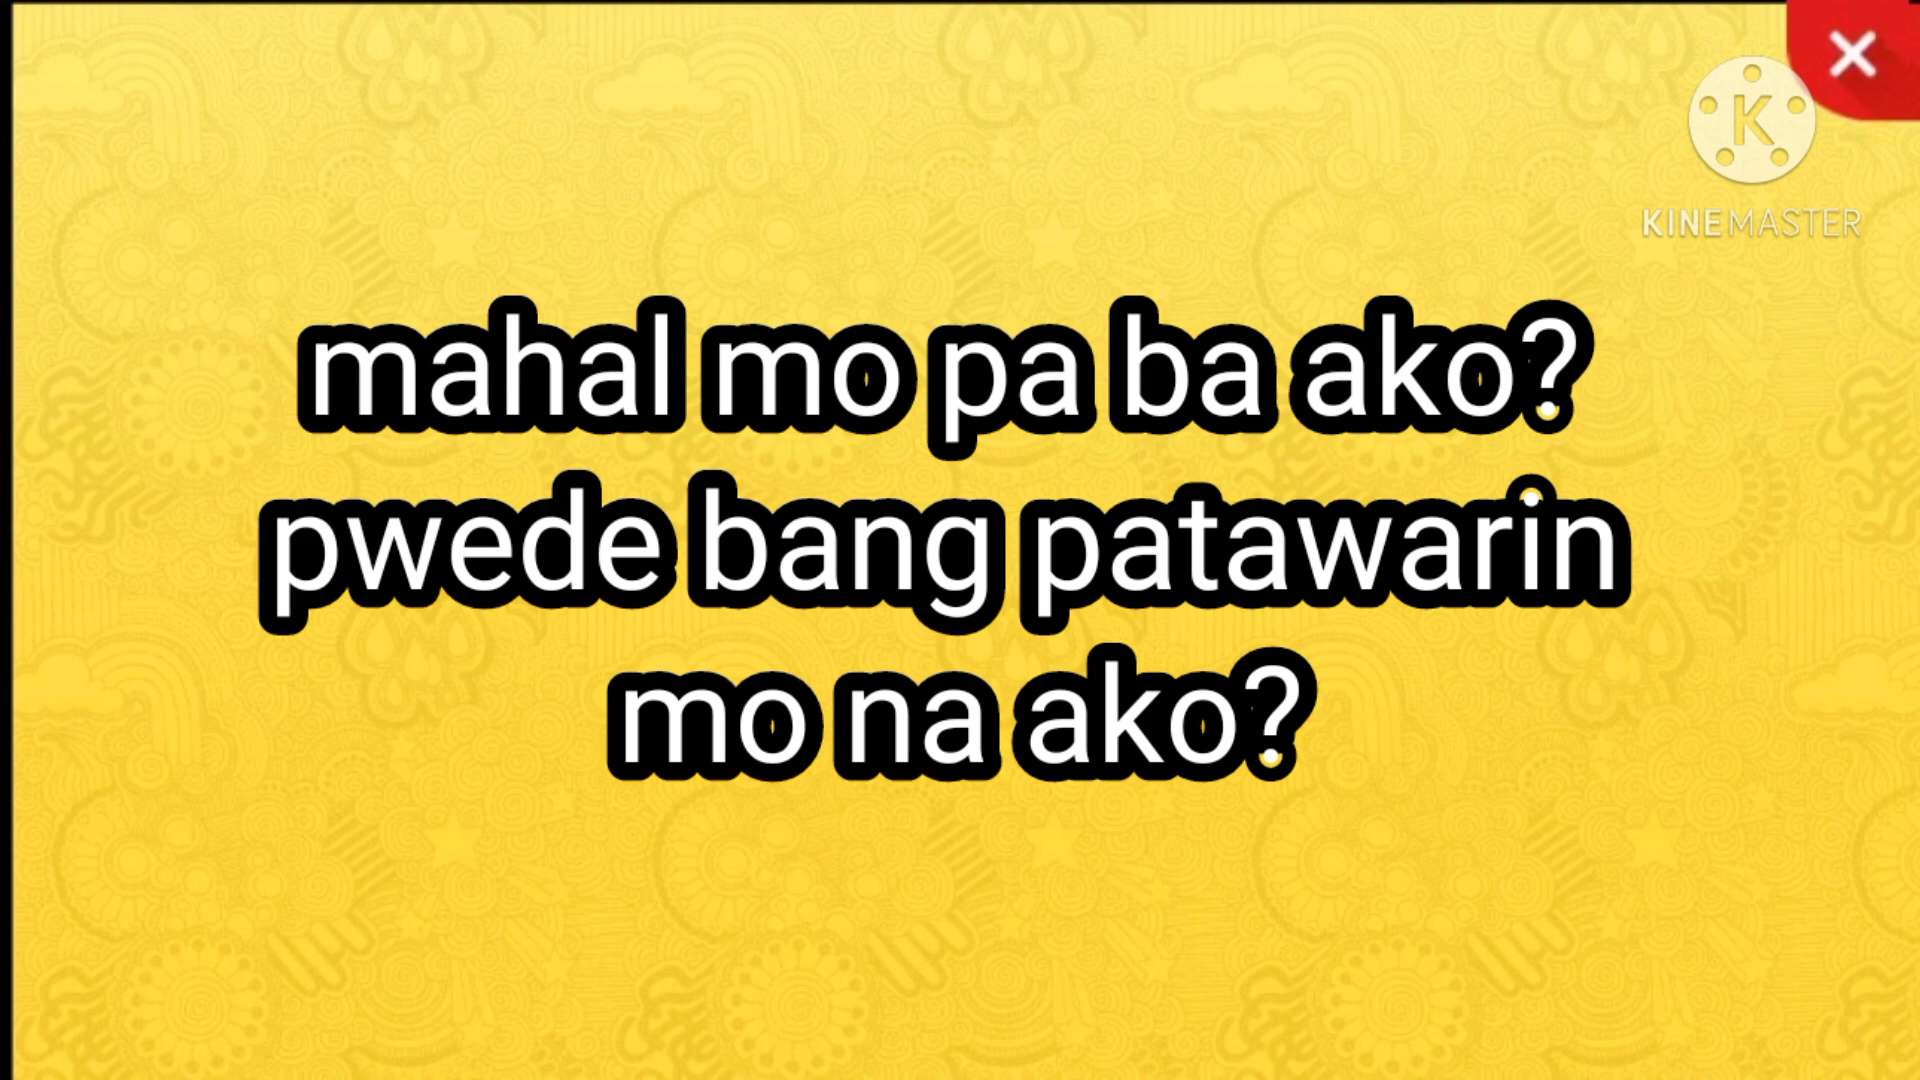 K
KINEMASTER
mahal mo pa ba ako?
pwede bang patawarin
mo na ako?